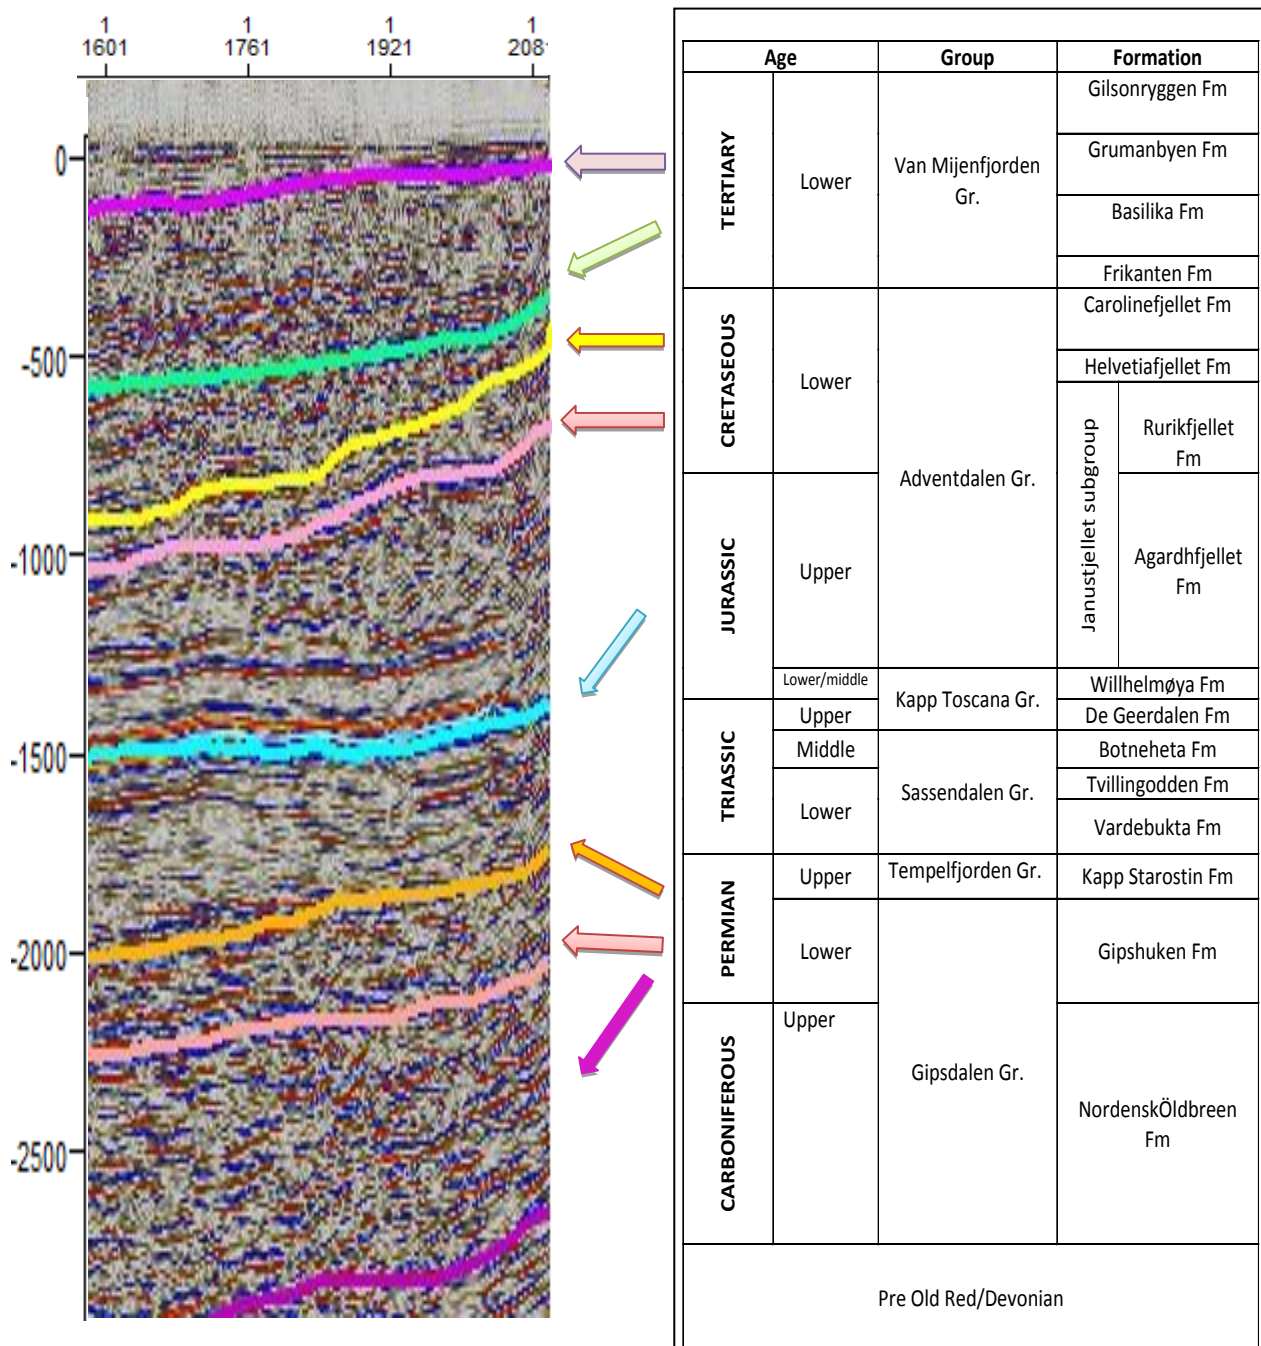 1 1 1 1
1601 1761 1921 208
0
-500
-1000
-1500
-2000
-2500
Age Group Formation
TERTIARY
Lower
Van Mijenfjorden
Gr.
Gilsonryggen Fm
Grumanbyen Fm
Basilika Fm
Frikanten Fm
CRETASEOUS
Lower
Adventdalen Gr.
Carolinefjellet Fm
Helvetiafjellet Fm
Janustjellet subgroup
Rurikfjellet
Fm
JURASSIC
Upper
Agardhfjellet
Fm
Lower/middle
Kapp Toscana Gr.
Willhelmøya Fm
TRIASSIC
Upper
De Geerdalen Fm
Middle
Sassendalen Gr.
Botneheta Fm
Lower
Tvillingodden Fm
Vardebukta Fm
PERMIAN
Upper
Tempelfjorden Gr.
Kapp Starostin Fm
Lower
Gipsdalen Gr.
Gipshuken Fm
CARBONIFEROUS
Upper
NordenskÖldbreen
Fm
Pre Old Red/Devonian